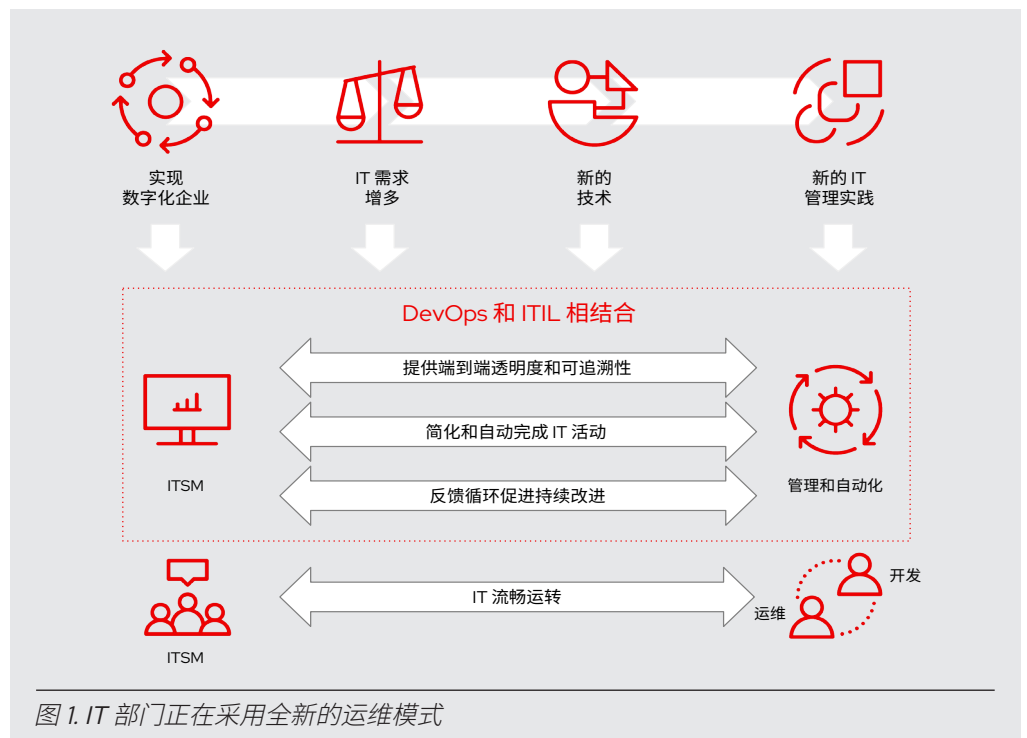 实现
数字化企业
IT 需求
增多
新的
技术
新的 IT
管理实践
DevOps 和 ITIL 相结合
提供端到端透明度和可追溯性
简化和自动完成 IT 活动
反馈循环促进持续改进
ITSM
管理和自动化
IT 流畅运转
开发
运维
ITSM
图 1. IT 部门正在采用全新的运维模式